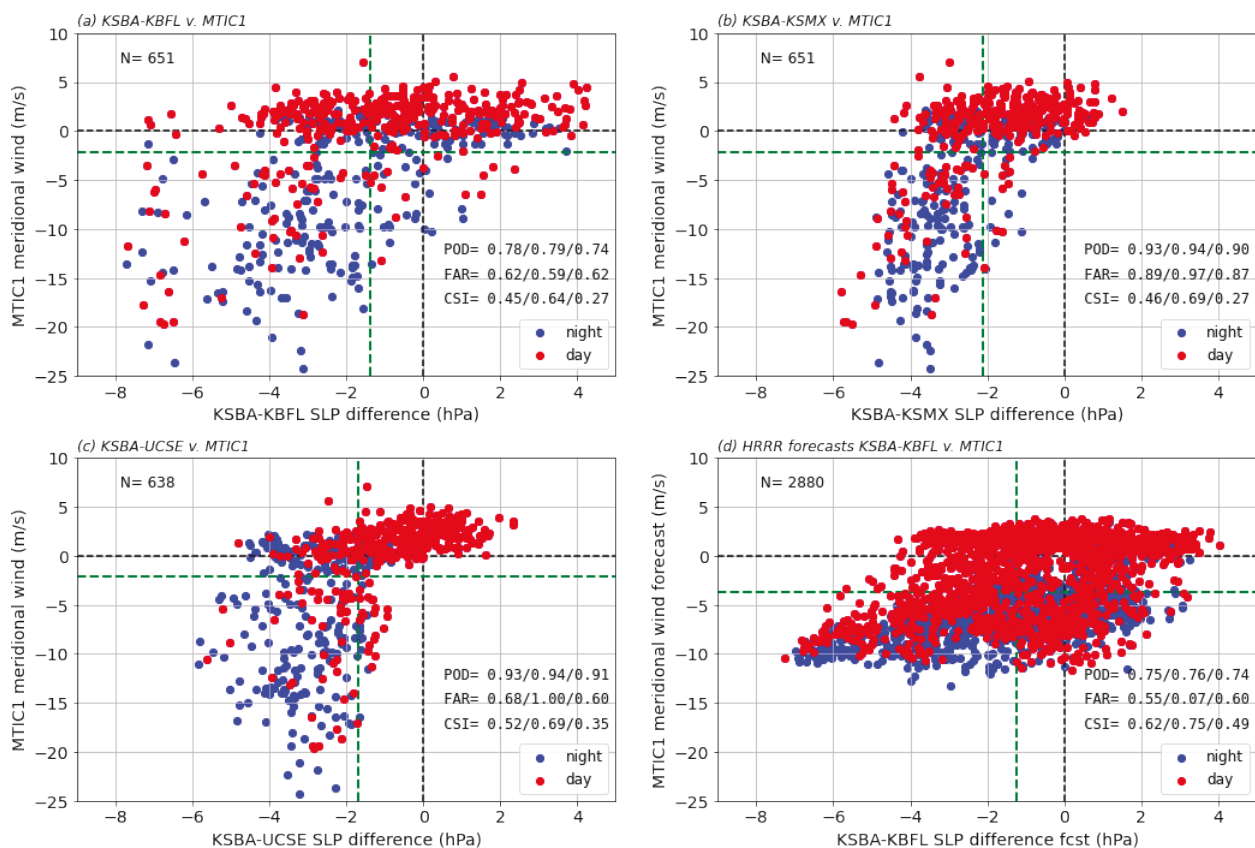 (a) KSBA-KBFL v. MTIC1
N= 651
10
5
0
−5
−10
−15
−20
−25
MTIC1 meridional wind (m/s)
POD= 0.78/0.79/0.74
FAR= 0.62/0.59/0.62
CSI= 0.45/0.64/0.27
night
day
−8 −6 −4 −2 0 2 4
KSBA-KBFL SLP difference (hPa)
(b) KSBA-KSMX v. MTIC1
N= 651
10
5
0
−5
−10
−15
−20
−25
MTIC1 meridional wind (m/s)
POD= 0.93/0.94/0.90
FAR= 0.89/0.97/0.87
CSI= 0.46/0.69/0.27
night
day
−8 −6 −4 −2 0 2 4
KSBA-KSMX SLP difference (hPa)
(c) KSBA-UCSE v. MTIC1
N= 638
10
5
0
−5
−10
−15
−20
−25
MTIC1 meridional wind (m/s)
POD= 0.93/0.94/0.91
FAR= 0.68/1.00/0.60
CSI= 0.52/0.69/0.35
night
day
−8 −6 −4 −2 0 2 4
KSBA-UCSE SLP difference (hPa)
(d) HRRR forecasts KSBA-KBFL v. MTIC1
N= 2880
10
5
0
−5
−10
−15
−20
−25
MTIC1 meridional wind forecast (m/s)
POD= 0.75/0.76/0.74
FAR= 0.55/0.07/0.60
CSI= 0.62/0.75/0.49
night
day
−8 −6 −4 −2 0 2 4
KSBA-KBFL SLP difference fcst (hPa)